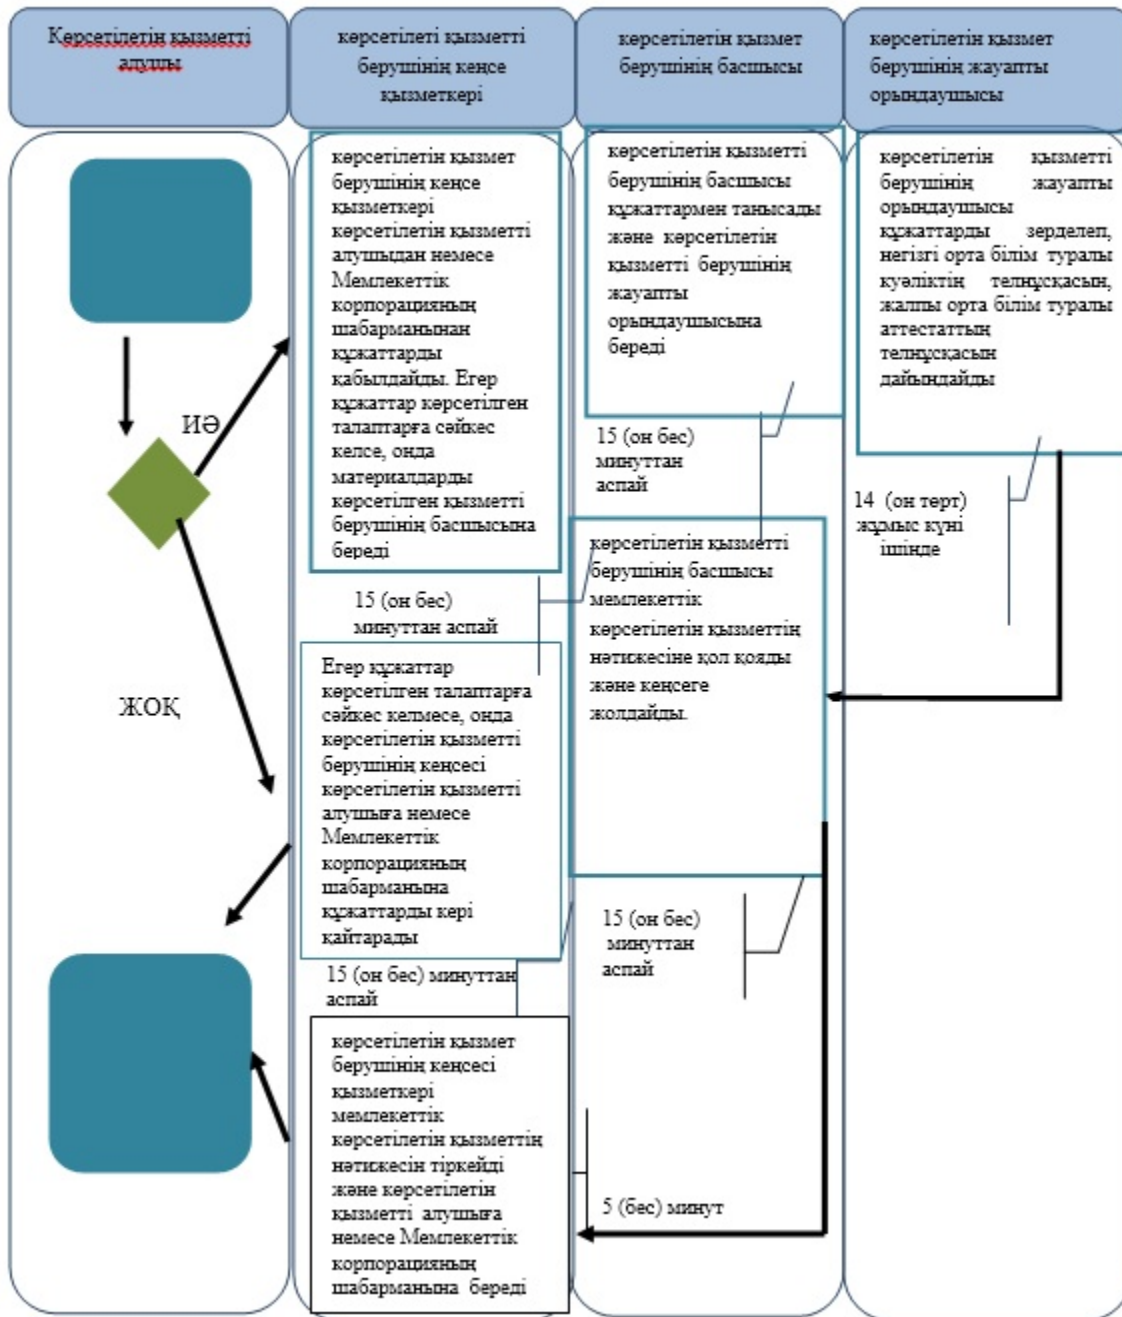 Көрсетілетін қызметті
алушы
көрсетілеті қызметті
берушінің кеңсе
қызметкері
көрсетілетін қызмет
берушінің басшысы
көрсетілетін қызмет
берушінің жауапты
орындаушысы
ИӘ
ЖОҚ
көрсетілетін қызмет
берушінің кеңсе
қызметкері
көрсетілетін қызметті
алушыдан немесе
Мемлекеттік
корпорацияның
шабарманынан
құжаттарды
қабылдайды. Егер
құжаттар көрсетілген
талаптарға сәйкес
келсе, онда
материалдарды
көрсетілген қызметті
берушінің басшысына
береді
15 (он бес)
минуттан аспай
Егер құжаттар
көрсетілген талаптарға
сәйкес келмесе, онда
көрсетілетін қызметті
берушінің кеңсесі
көрсетілетін қызметті
алушыға немесе
Мемлекеттік
корпорацияның
шабарманына
құжаттарды кері
қайтарады
15 (он бес) минуттан
аспай
көрсетілетін қызмет
берушінің кеңсесі
қызметкері
мемлекеттік
көрсетілетін қызметтің
нәтижесін тіркейді
және көрсетілетін
қызметті алушыға
немесе Мемлекеттік
корпорацияның
шабарманына береді
көрсетілетін қызметті
берушінің басшысы
құжаттармен танысады
және көрсетілетін
қызметті берушінің
жауапты
орындаушысына
береді
15 (он бес)
минуттан
аспай
көрсетілетін қызметті
берушінің басшысы
мемлекеттік
көрсетілетін қызметтің
нәтижесіне қол қояды
және кеңсеге
жолдайды.
15 (он бес)
минуттан
аспай
5 (бес) минут
көрсетілетін қызметті
берушінің жауапты
орындаушысы
құжаттарды зерделеп,
негізгі орта білім туралы
куәліктің телнұсқасын,
жалпы орта білім туралы
аттестаттың
телнұсқасын
дайындайды
14 (он төрт)
жұмыс күні
ішінде